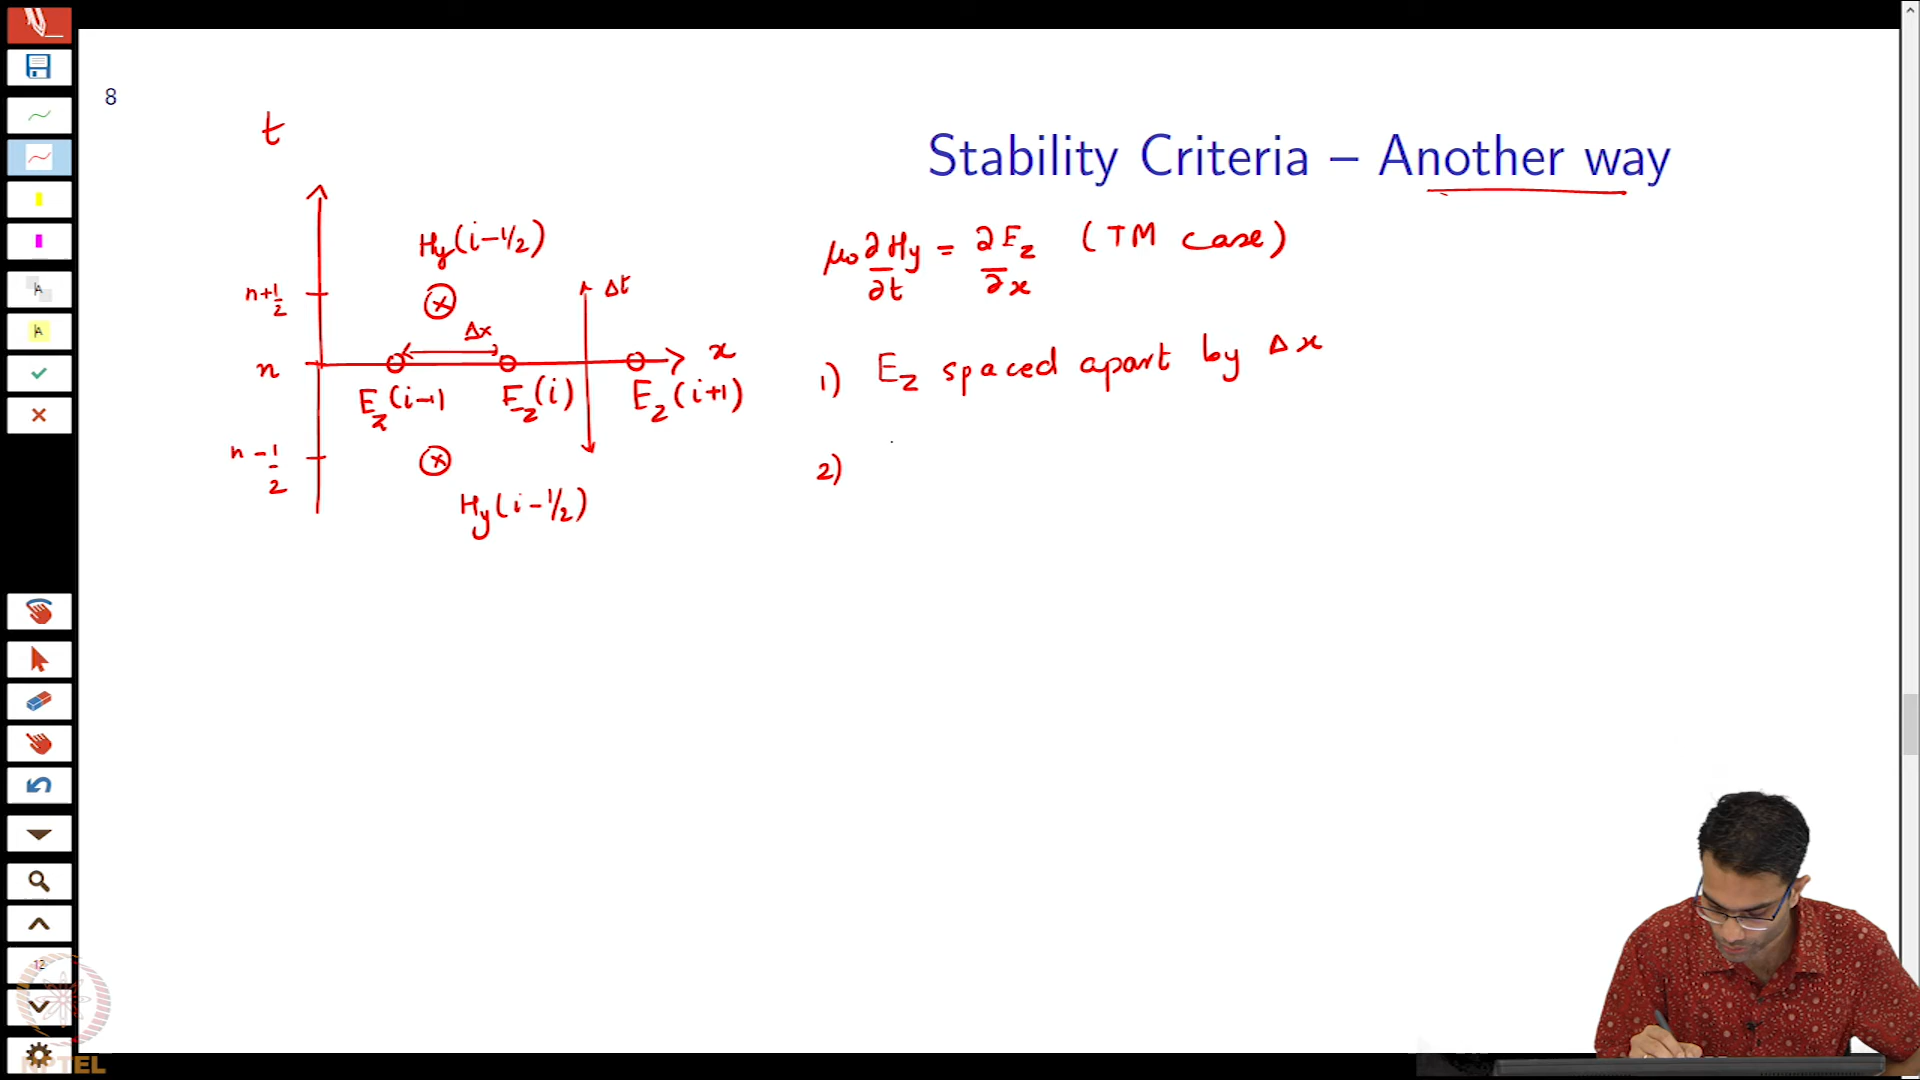 8
t
Stability Criteria – Another way
Hy(i-1/2)
μ₀ ∂Hy/∂t = ∂Ez/∂x (TM case)
n+1/2
Δt
Δx
x
n
1) Ez spaced apart by Δx
Ez(i-1)
Ez(i)
Ez(i+1)
n-1/2
2)
Hy(i-1/2)
12
NPTEL